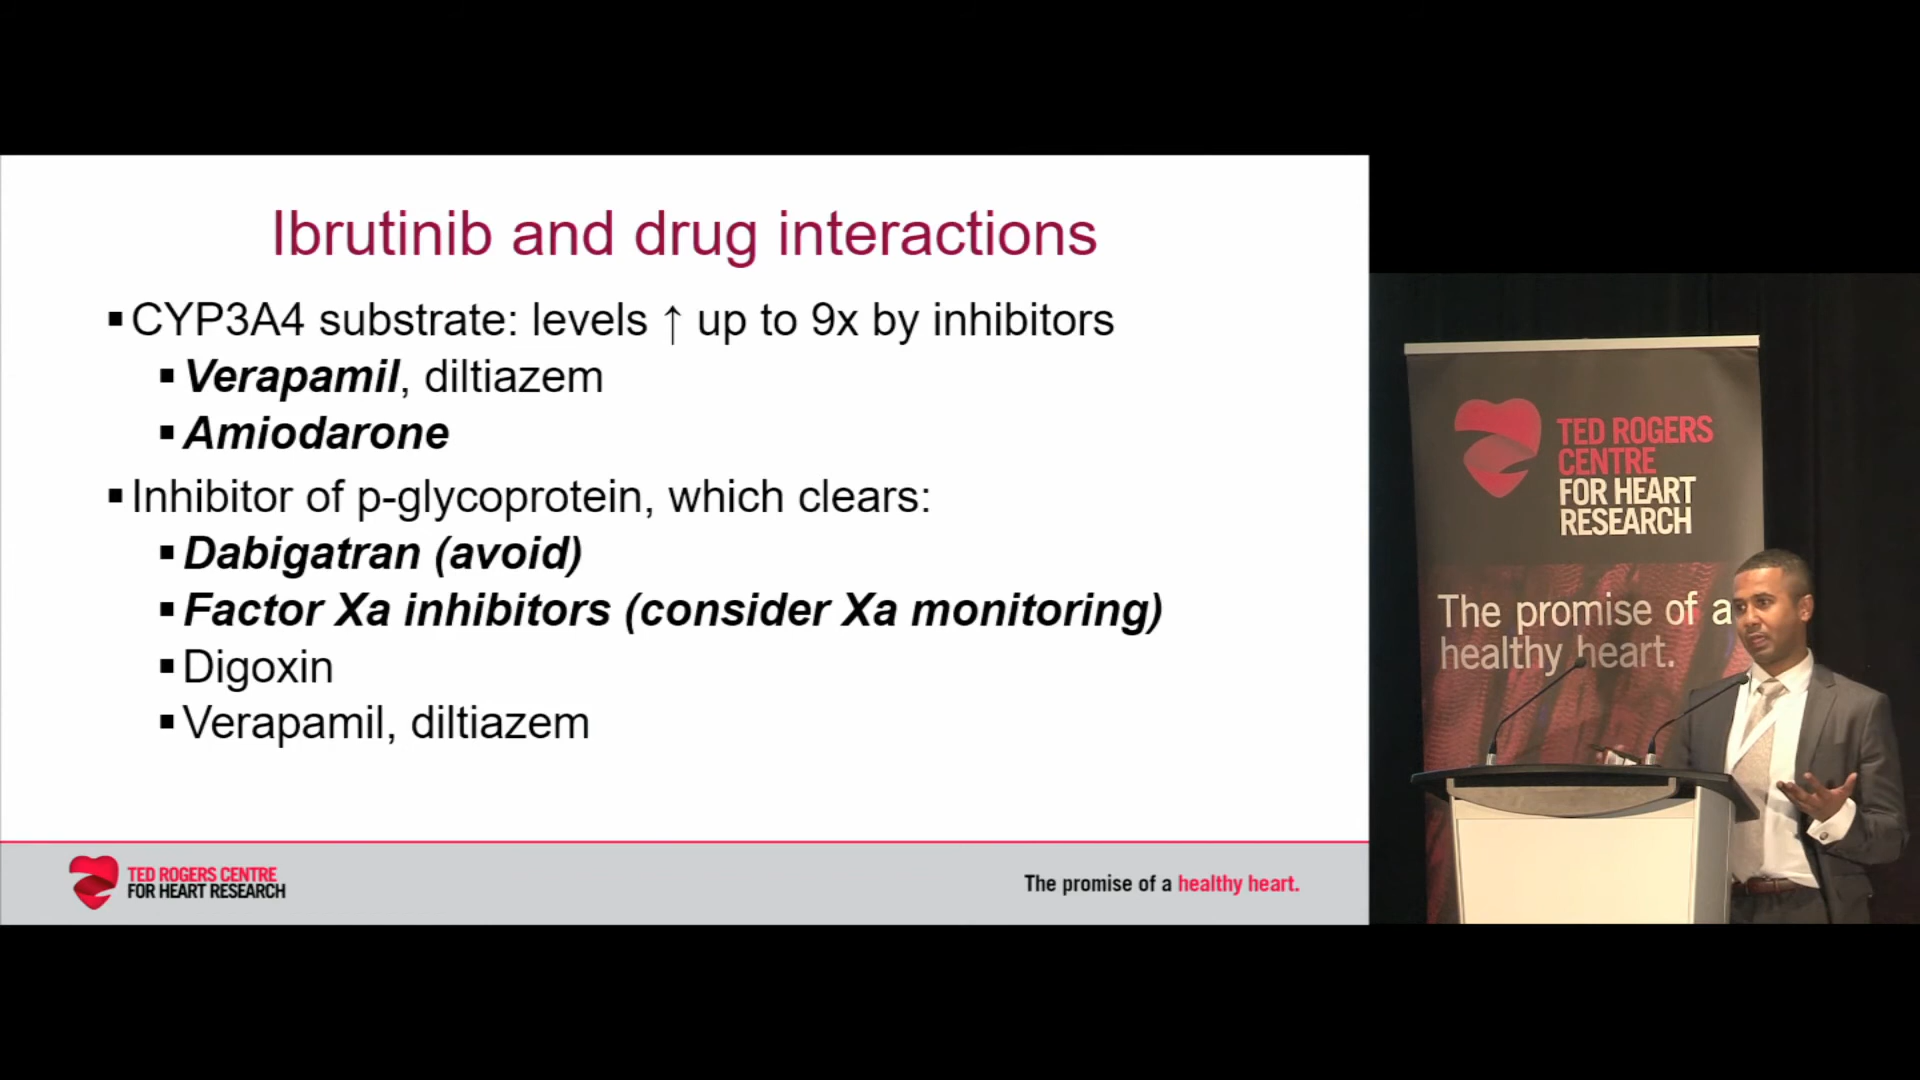 Ibrutinib and drug interactions
▪ CYP3A4 substrate: levels ↑ up to 9x by inhibitors
▪ Verapamil, diltiazem
▪ Amiodarone
▪ Inhibitor of p-glycoprotein, which clears:
▪ Dabigatran (avoid)
▪ Factor Xa inhibitors (consider Xa monitoring)
▪ Digoxin
▪ Verapamil, diltiazem
TED ROGERS CENTRE
FOR HEART RESEARCH
The promise of a healthy heart.
TED ROGERS
CENTRE
FOR HEART
RESEARCH
The promise of a
healthy heart.